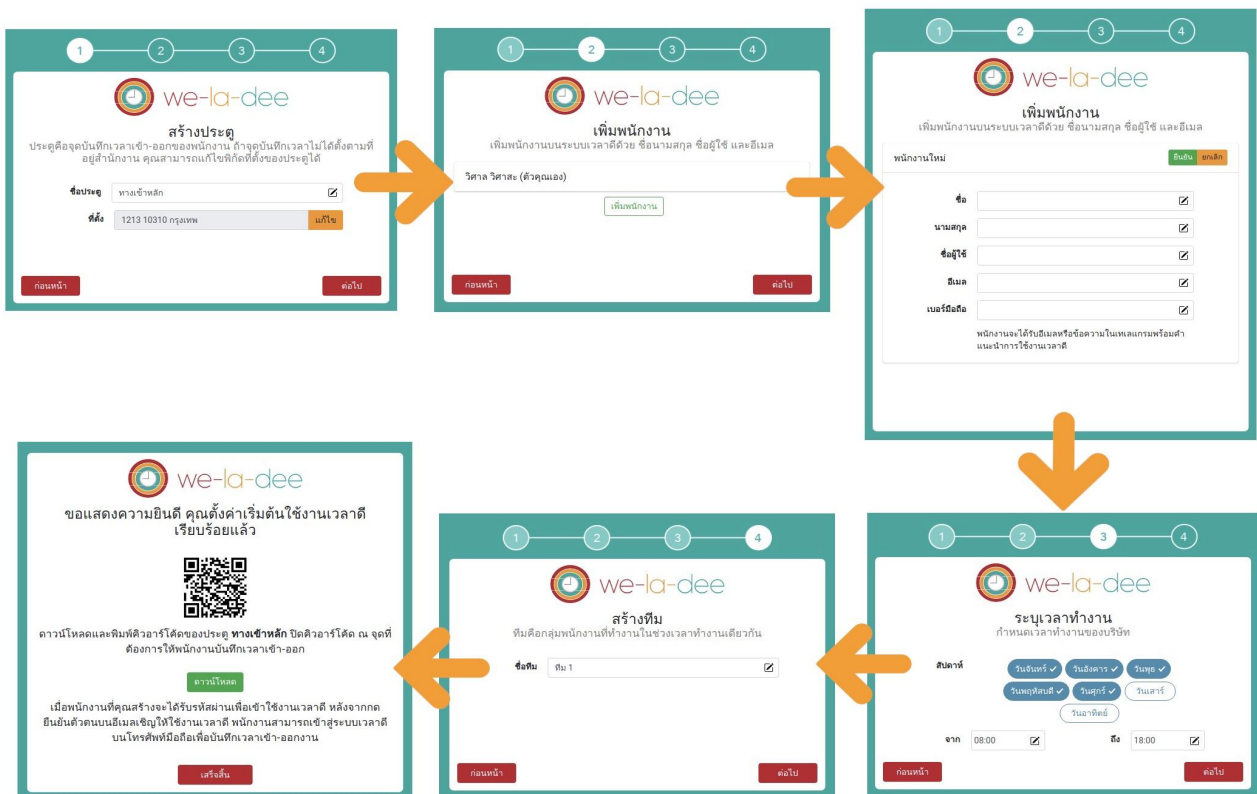 1 2 3 4
we-la-dee
สร้างประตู
ประตูคือจุดบันทึกเวลาเข้า-ออกของพนักงาน ถ้าจุดบันทึกเวลาไม่ได้ตั้งตามที่
อยู่สำนักงาน คุณสามารถแก้ไขพิกัดที่ตั้งของประตูได้
ชื่อประตู ทางเข้าหลัก
ที่ตั้ง 1213 10310 กรุงเทพ แก้ไข
ก่อนหน้า ต่อไป
1 2 3 4
we-la-dee
เพิ่มพนักงาน
เพิ่มพนักงานบนระบบเวลาดีด้วย ชื่อนามสกุล ชื่อผู้ใช้ และอีเมล
วิศาล วิศาสะ (ตัวคุณเอง)
เพิ่มพนักงาน
ก่อนหน้า ต่อไป
1 2 3 4
we-la-dee
เพิ่มพนักงาน
เพิ่มพนักงานบนระบบเวลาดีด้วย ชื่อนามสกุล ชื่อผู้ใช้ และอีเมล
พนักงานใหม่ ยืนยัน ยกเลิก
ชื่อ
นามสกุล
ชื่อผู้ใช้
อีเมล
เบอร์มือถือ
พนักงานจะได้รับอีเมลหรือข้อความในเทเลแกรมพร้อมคำ
แนะนำการใช้งานเวลาดี
1 2 3 4
we-la-dee
ระบุเวลาทำงาน
กำหนดเวลาทำงานของบริษัท
สัปดาห์ วันจันทร์ ✓ วันอังคาร ✓ วันพุธ ✓
วันพฤหัสบดี ✓ วันศุกร์ ✓ วันเสาร์
วันอาทิตย์
จาก 08:00 ถึง 18:00
ก่อนหน้า ต่อไป
1 2 3 4
we-la-dee
สร้างทีม
ทีมคือกลุ่มพนักงานที่ทำงานในช่วงเวลาทำงานเดียวกัน
ชื่อทีม ทีม 1
ก่อนหน้า ต่อไป
we-la-dee
ขอแสดงความยินดี คุณตั้งค่าเริ่มต้นใช้งานเวลาดี
เรียบร้อยแล้ว
ดาวน์โหลดและพิมพ์คิวอาร์โค้ดของประตู ทางเข้าหลัก ปิดคิวอาร์โค้ด ณ จุดที่
ต้องการให้พนักงานบันทึกเวลาเข้า-ออก
ดาวน์โหลด
เมื่อพนักงานที่คุณสร้างจะได้รับรหัสผ่านเพื่อเข้าใช้งานเวลาดี หลังจากกด
ยืนยันตัวตนบนอีเมลเชิญให้ใช้งานเวลาดี พนักงานสามารถเข้าสู่ระบบเวลาดี
บนโทรศัพท์มือถือเพื่อบันทึกเวลาเข้า-ออกงาน
เสร็จสิ้น